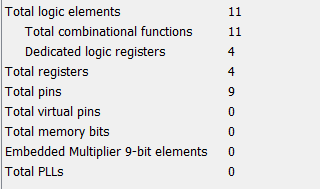 Total logic elements 11
Total combinational functions 11
Dedicated logic registers 4
Total registers 4
Total pins 9
Total virtual pins 0
Total memory bits 0
Embedded Multiplier 9-bit elements 0
Total PLLs 0